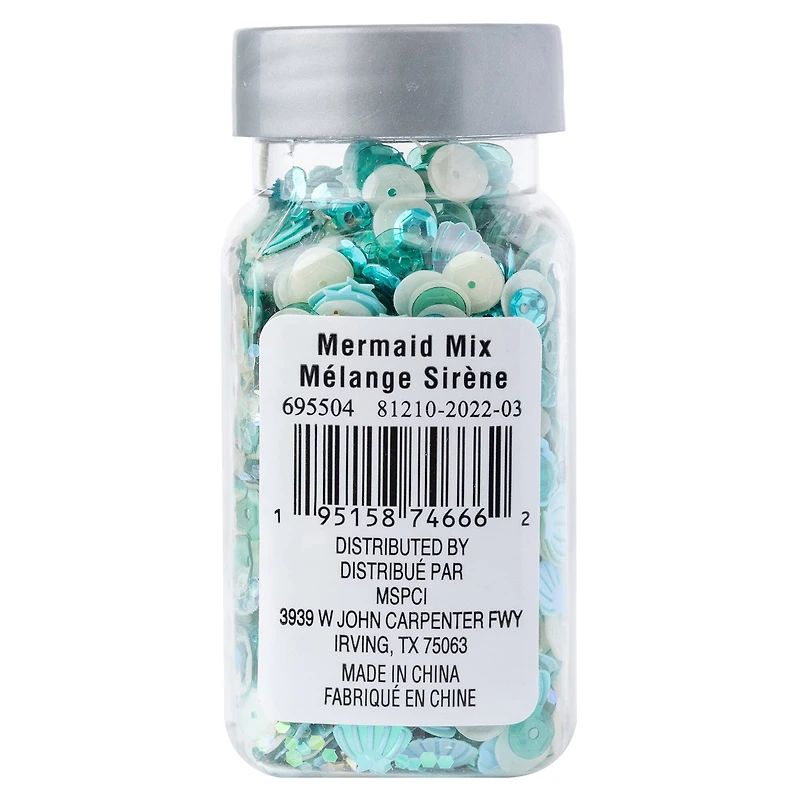 Mermaid Mix
Mélange Sirène
695504 81210-2022-03
1 95158 74666 2
DISTRIBUTED BY
DISTRIBUÉ PAR
MSPCI
3939 W JOHN CARPENTER FWY
IRVING, TX 75063
MADE IN CHINA
FABRIQUÉ EN CHINE